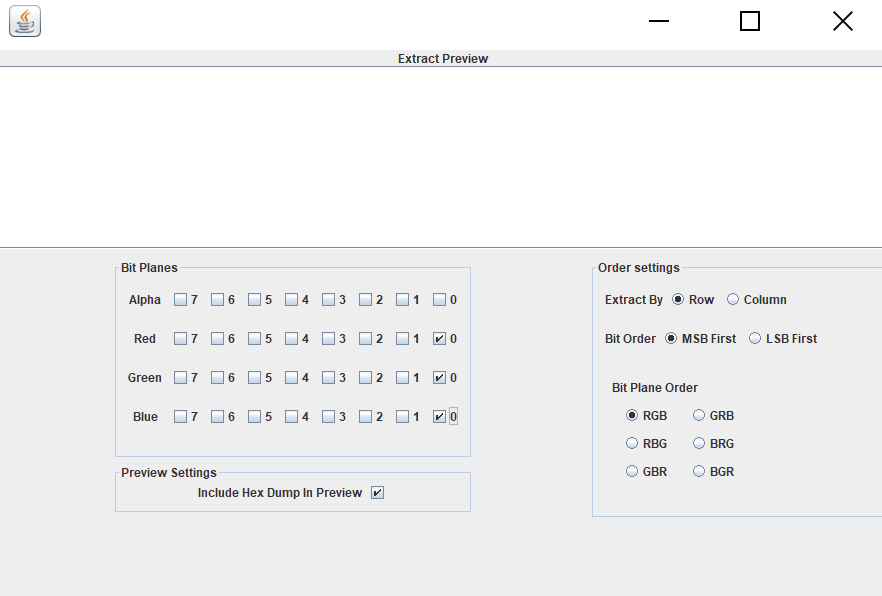 Extract Preview
Bit Planes
Alpha 7 6 5 4 3 2 1 0
Red 7 6 5 4 3 2 1 0
Green 7 6 5 4 3 2 1 0
Blue 7 6 5 4 3 2 1 0
Preview Settings
Include Hex Dump In Preview
Order settings
Extract By Row Column
Bit Order MSB First LSB First
Bit Plane Order
RGB GRB
RBG BRG
GBR BGR